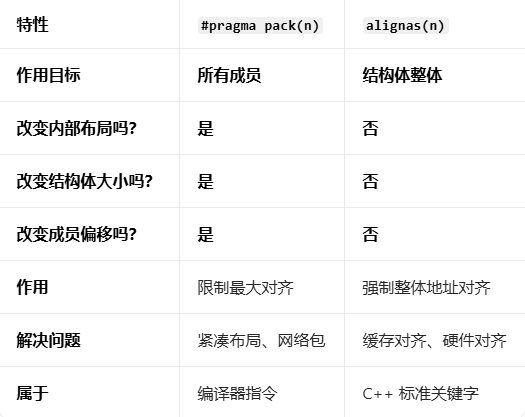 特性 #pragma pack(n) alignas(n)
作用目标 所有成员 结构体整体
改变内部布局吗? 是 否
改变结构体大小吗? 是 否
改变成员偏移吗? 是 否
作用 限制最大对齐 强制整体地址对齐
解决问题 紧凑布局、网络包 缓存对齐、硬件对齐
属于 编译器指令 C++ 标准关键字